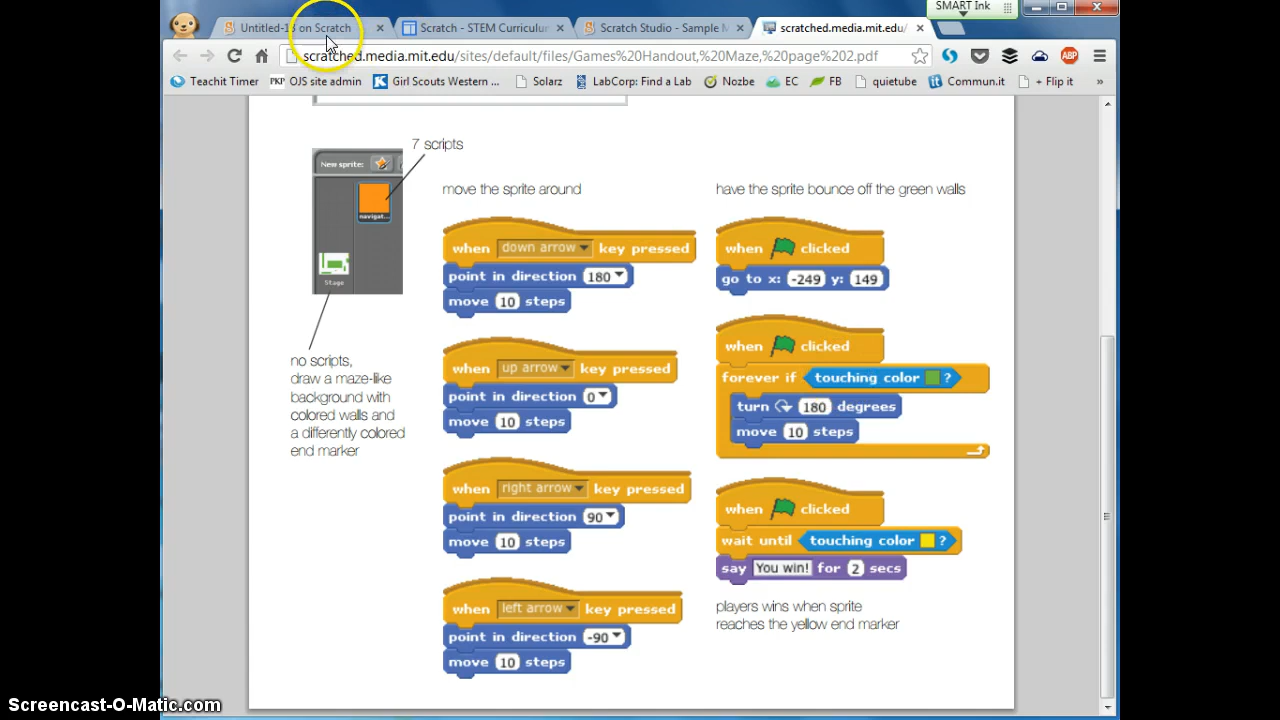 SMART Ink
Untitled-1 on Scratch
Scratch - STEM Curriculum
Scratch Studio - Sample M
scratched.media.mit.edu/
scratched.media.mit.edu/sites/default/files/Games%20Handout,%20Maze,%20page%202.pdf
ABP
Teachit Timer
PKP OJS site admin
K Girl Scouts Western ...
Solarz
LabCorp: Find a Lab
Nozbe
EC
FB
quietube
it Commun.it
+ Flip it
»
7 scripts
New sprite:
navigat...
Stage
no scripts,
draw a maze-like
background with
colored walls and
a differently colored
end marker
move the sprite around
when down arrow key pressed
point in direction 180
move 10 steps
when up arrow key pressed
point in direction 0
move 10 steps
when right arrow key pressed
point in direction 90
move 10 steps
when left arrow key pressed
point in direction -90
move 10 steps
have the sprite bounce off the green walls
when clicked
go to x: -249 y: 149
when clicked
forever if touching color ?
turn 180 degrees
move 10 steps
when clicked
wait until touching color ?
say You win! for 2 secs
players wins when sprite
reaches the yellow end marker
Screencast-O-Matic.com